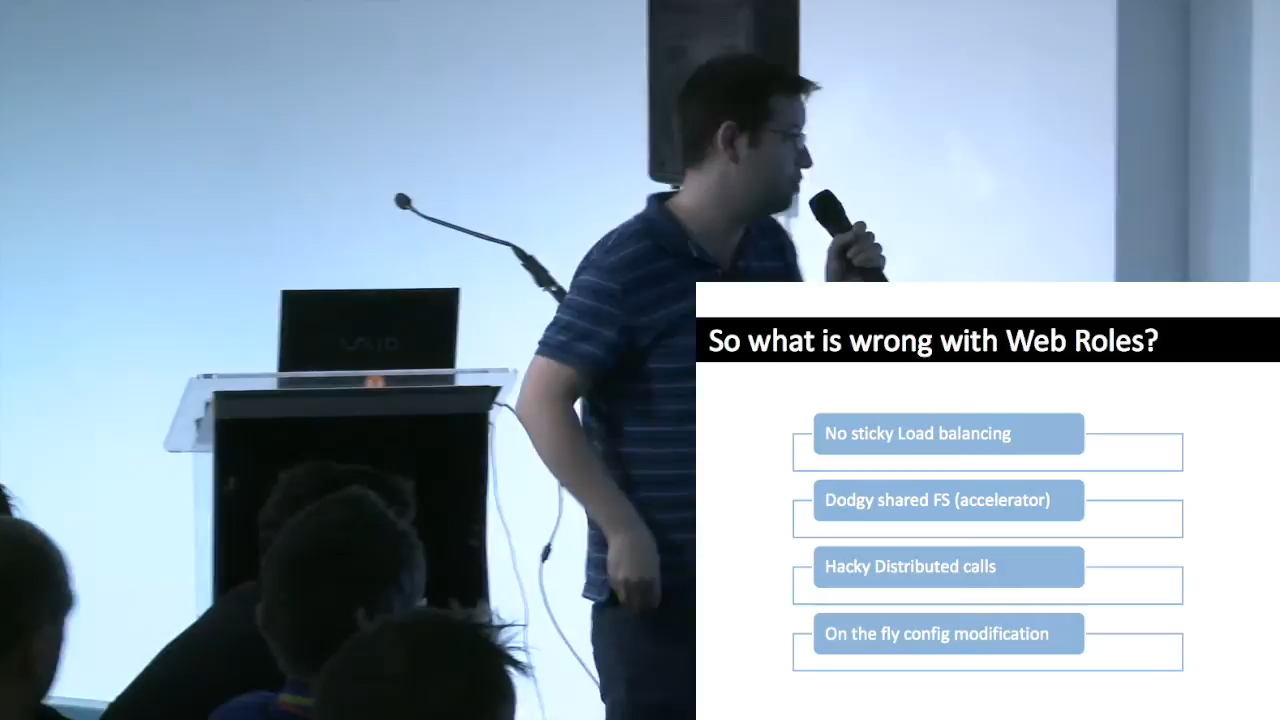 VAIO
So what is wrong with Web Roles?
No sticky Load balancing
Dodgy shared FS (accelerator)
Hacky Distributed calls
On the fly config modification